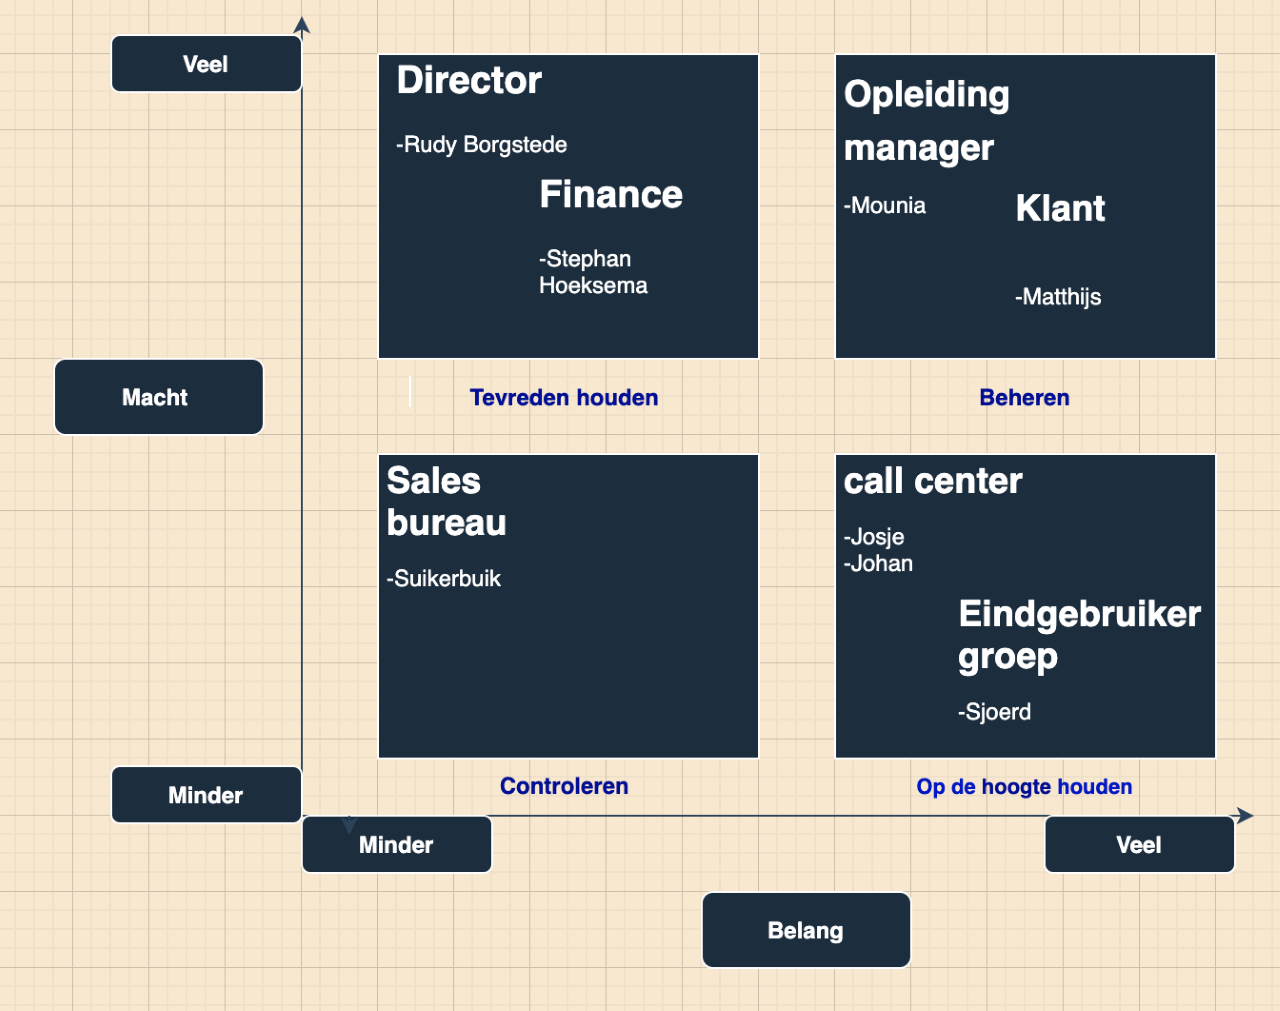 Veel
Director
-Rudy Borgstede
Finance
-Stephan
Hoeksema
Opleiding
manager
-Mounia
Klant
-Matthijs
Macht
Tevreden houden
Beheren
Sales
bureau
-Suikerbuik
call center
-Josje
-Johan
Eindgebruiker
groep
-Sjoerd
Minder
Controleren
Op de hoogte houden
Minder
Veel
Belang